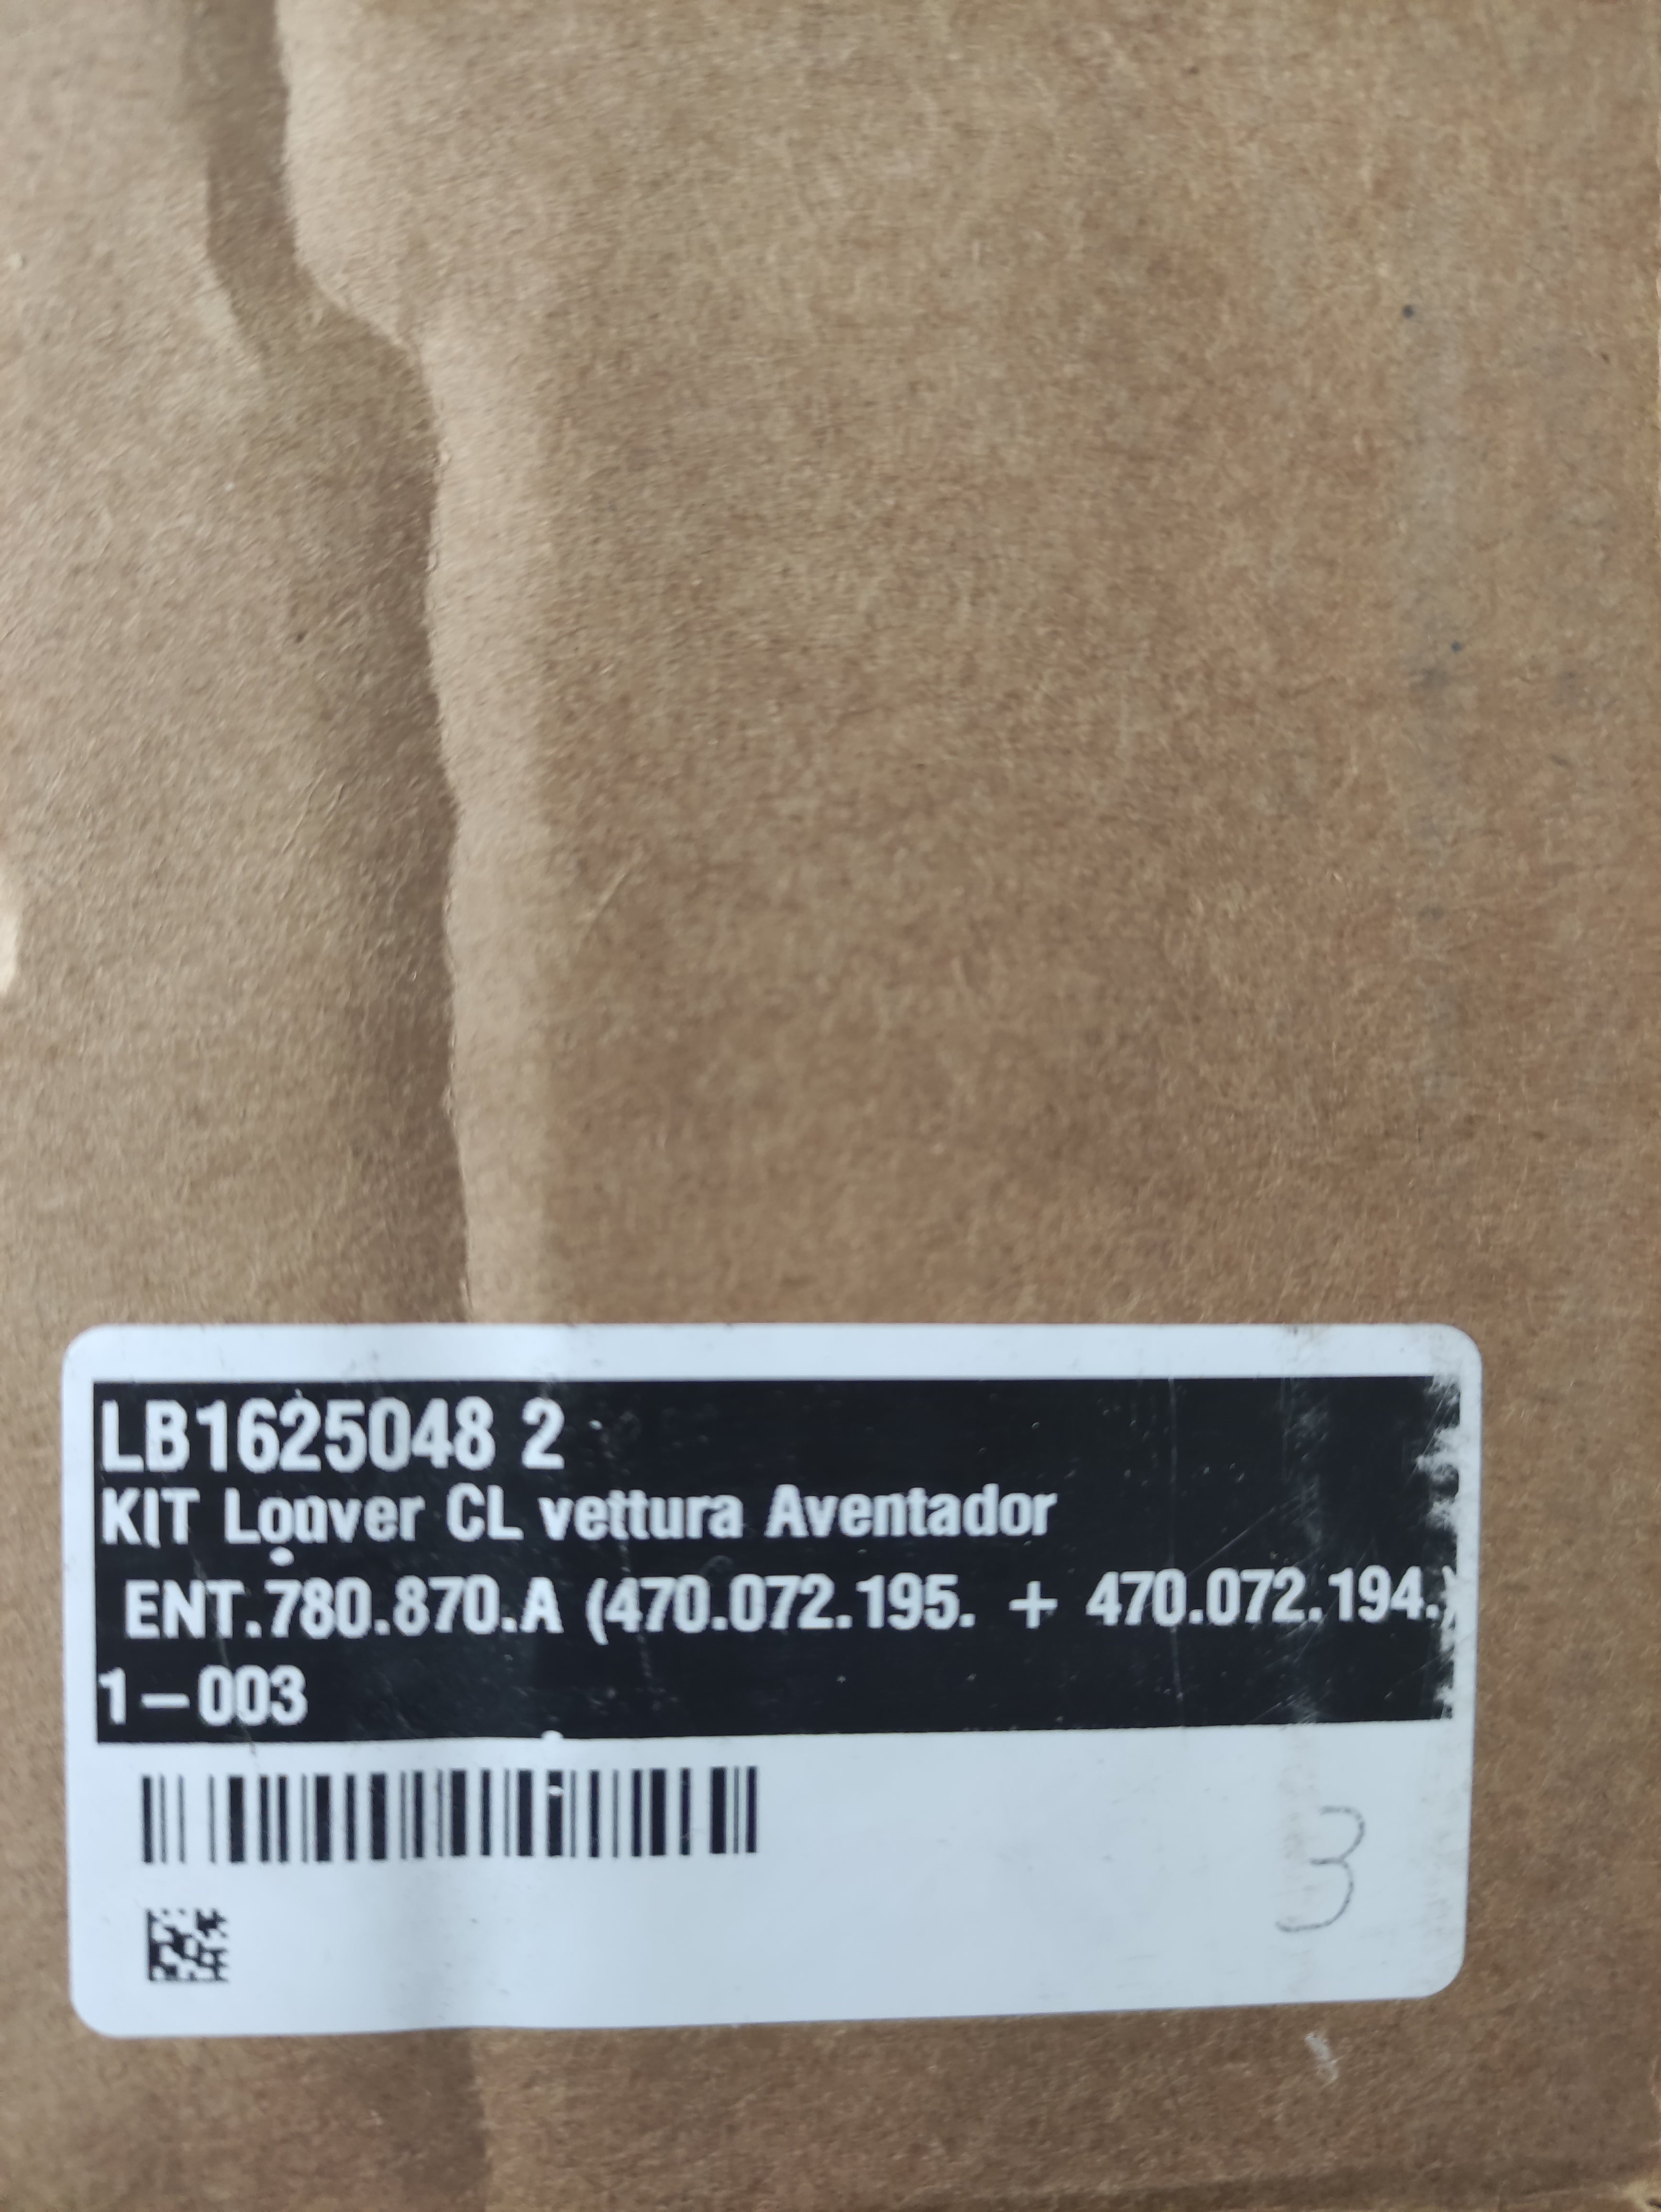 LB1625048 2
KIT Louver CL vettura Aventador
ENT.780.870.A (470.072.195. + 470.072.194.)
1-003
3